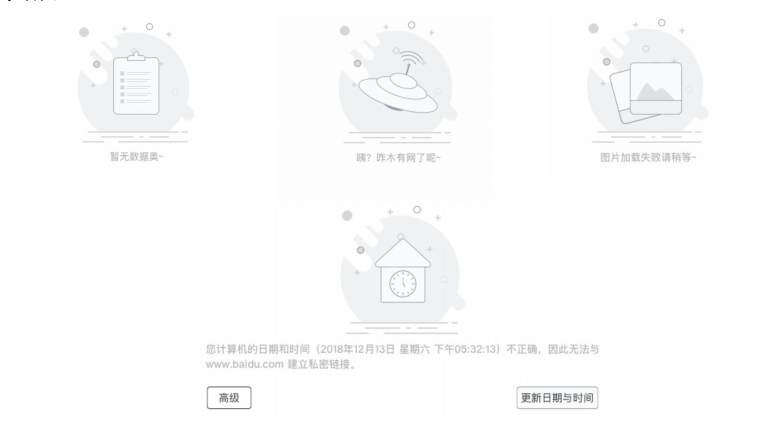 暂无数据奥~
咦？咋木有网了呢~
图片加载失败请稍等~
您计算机的日期和时间（2018年12月13日 星期六 下午05:32:13）不正确，因此无法与
www.baidu.com 建立私密链接。
高级
更新日期与时间